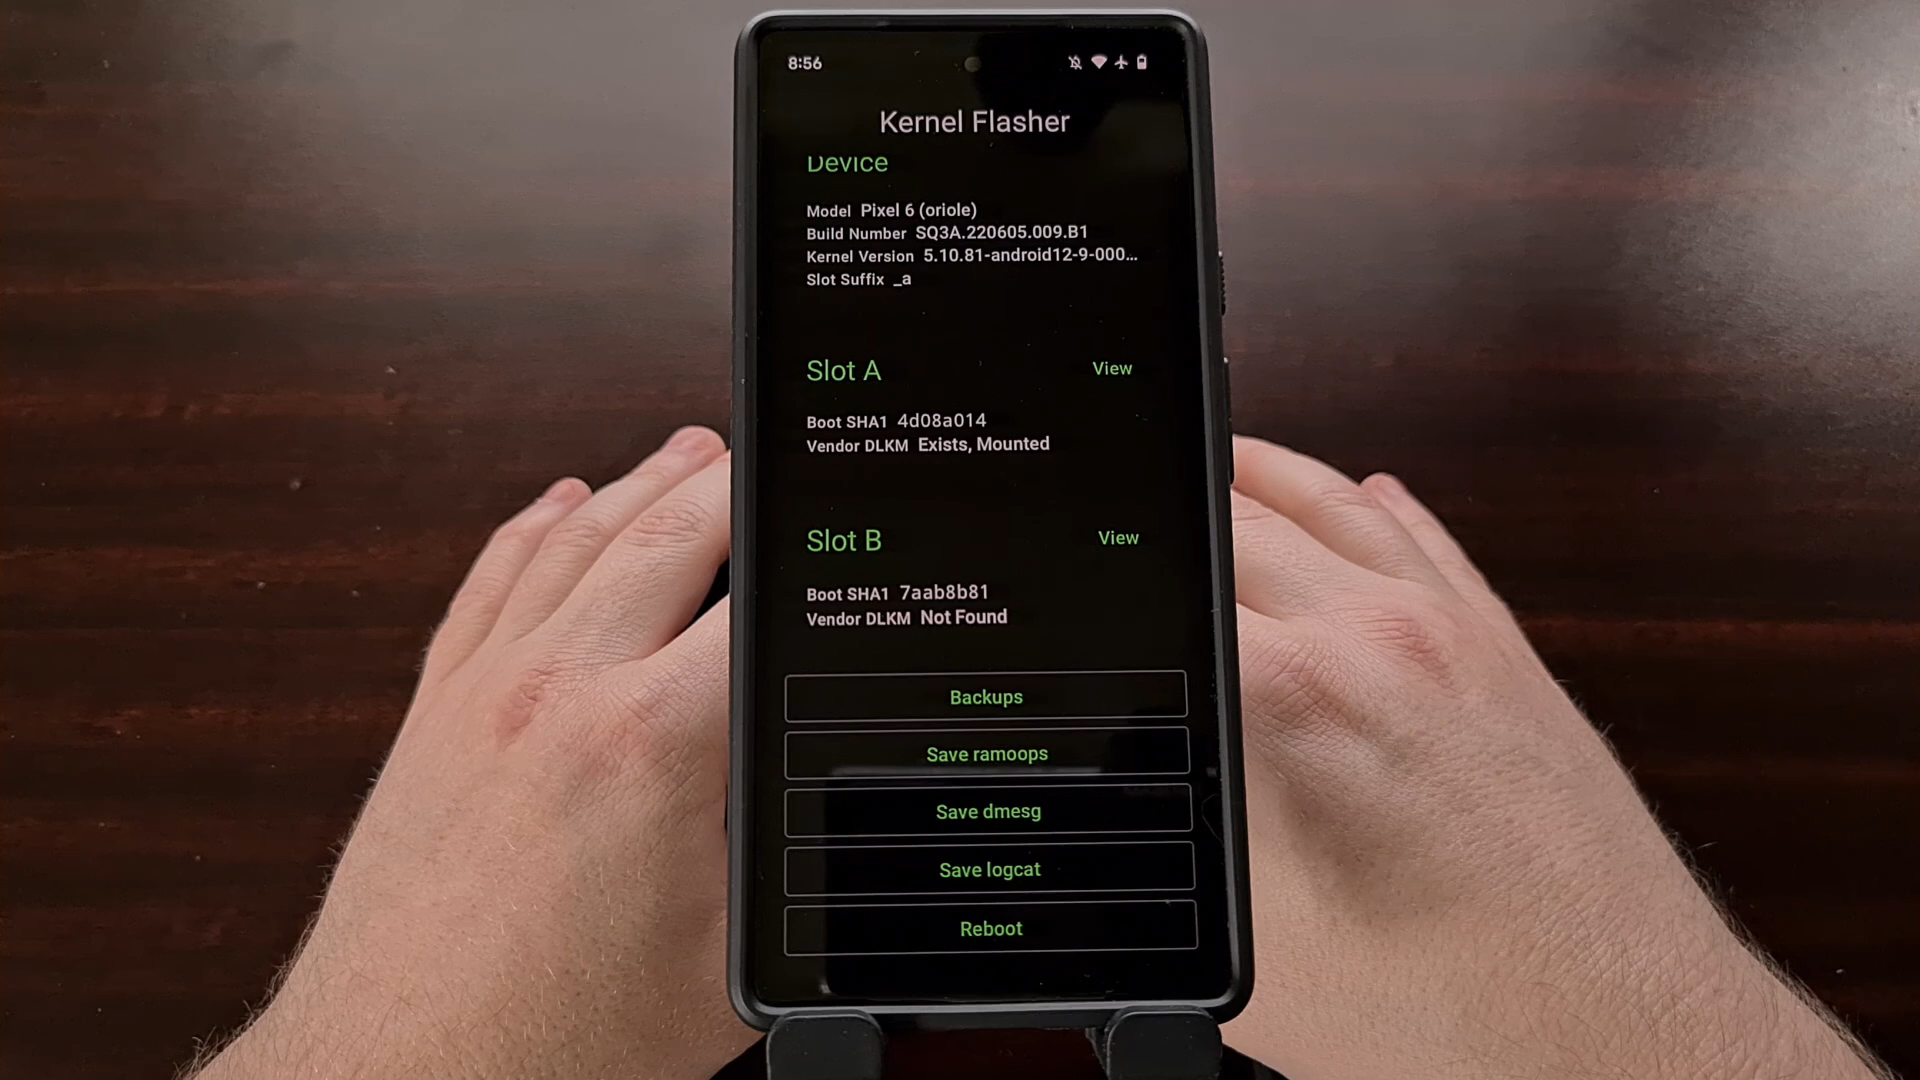 8:56
Kernel Flasher
Device
Model Pixel 6 (oriole)
Build Number SQ3A.220605.009.B1
Kernel Version 5.10.81-android12-9-000...
Slot Suffix _a
Slot A View
Boot SHA1 4d08a014
Vendor DLKM Exists, Mounted
Slot B View
Boot SHA1 7aab8b81
Vendor DLKM Not Found
Backups
Save ramoops
Save dmesg
Save logcat
Reboot